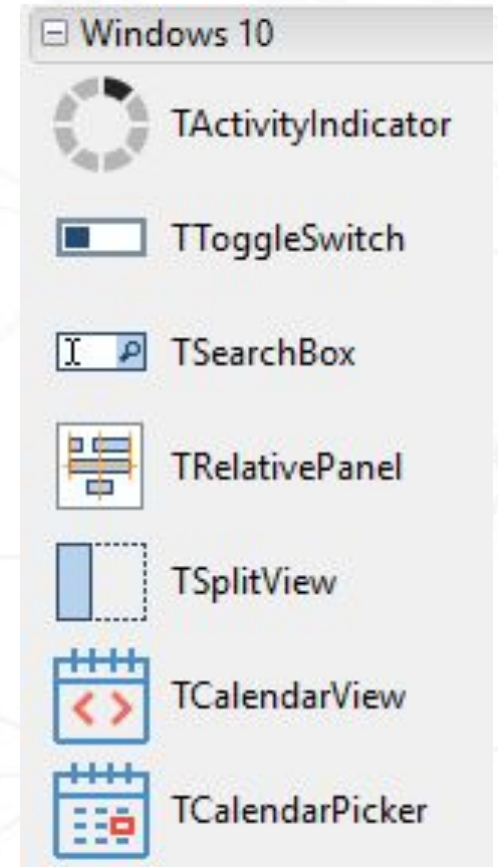 Windows 10
TActivityIndicator
TToggleSwitch
TSearchBox
TRelativePanel
TSplitView
TCalendarView
TCalendarPicker